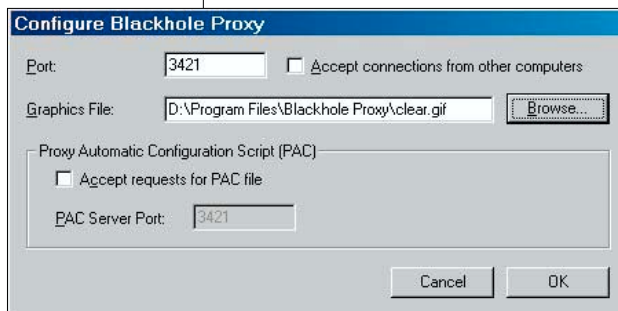 Configure Blackhole Proxy
Port: 3421 Accept connections from other computers
Graphics File: D:\Program Files\Blackhole Proxy\clear.gif Browse...
Proxy Automatic Configuration Script (PAC)
Accept requests for PAC file
PAC Server Port: 3421
Cancel OK